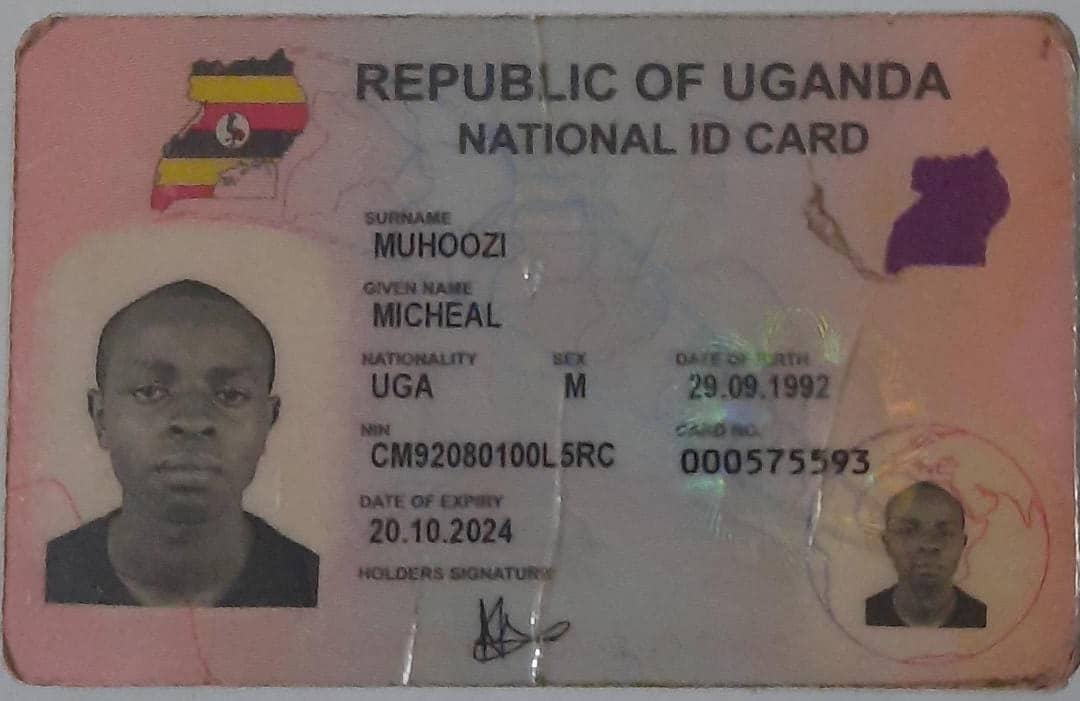 REPUBLIC OF UGANDA
NATIONAL ID CARD
SURNAME
MUHOOZI
GIVEN NAME
MICHEAL
NATIONALITY SEX DATE OF BIRTH
UGA M 29.09.1992
NIN CARD NO.
CM92080100L5RC 000575593
DATE OF EXPIRY
20.10.2024
HOLDERS SIGNATURE